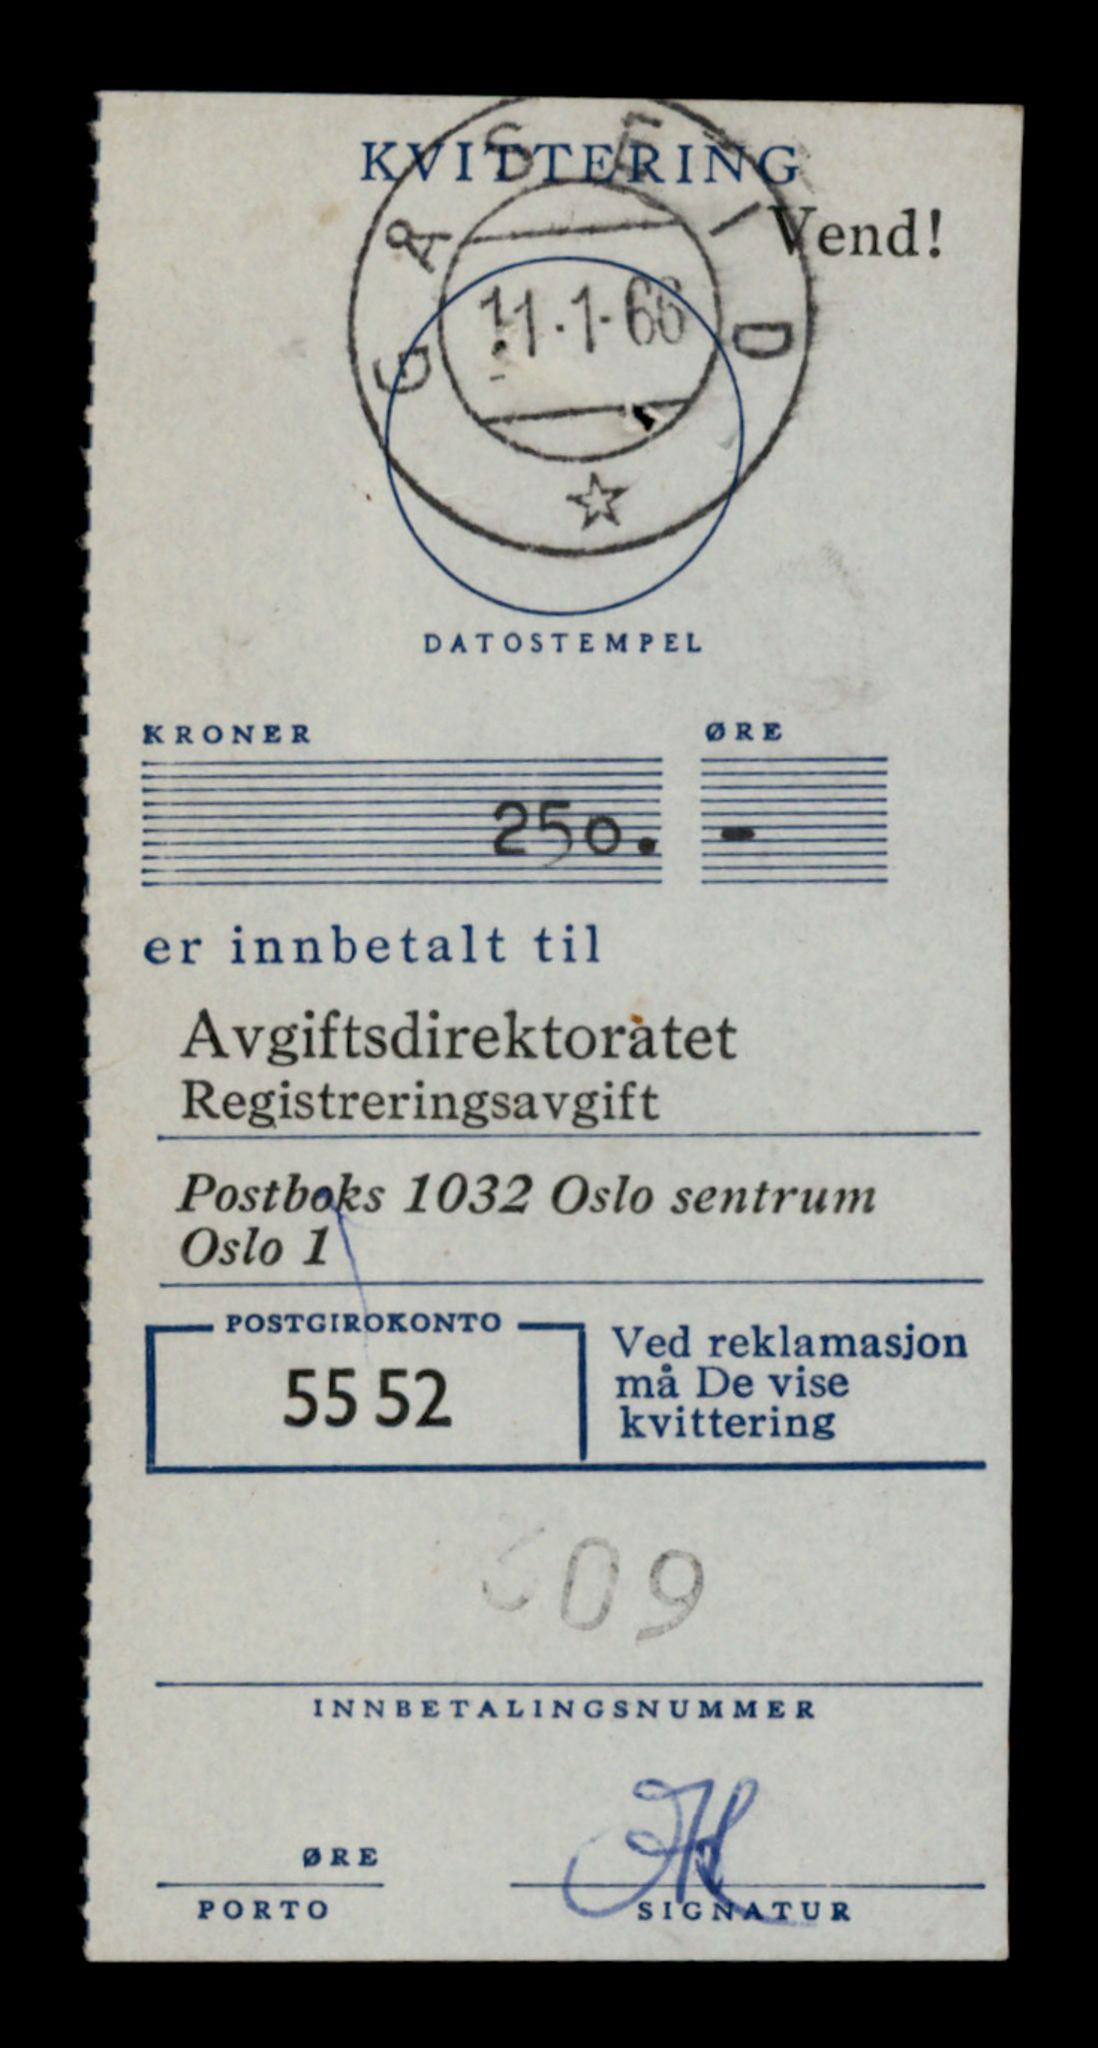 KVITTERING
Vend!
11.1.66
DATOSTEMPEL
KRONER ØRE
250. -
er innbetalt til
Avgiftsdirektoratet
Registreringsavgift
Postboks 1032 Oslo sentrum
Oslo 1
POSTGIROKONTO
55 52
Ved reklamasjon
må De vise
kvittering
INNBETALINGSNUMMER
ØRE
PORTO
SIGNATUR